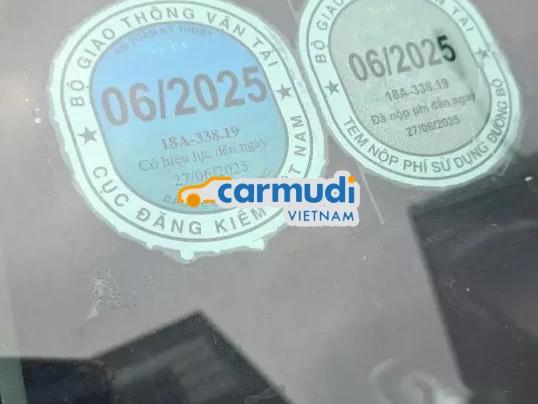 BỘ GIAO THÔNG VẬN TẢI
06/2025
18A-338.19
Có hiệu lực đến ngày
27/06/2025
CỤC ĐĂNG KIỂM VIỆT NAM
BỘ GIAO THÔNG VẬN TẢI
06/2025
18A-338.19
Đã nộp phí đến ngày
27/06/2025
TEM NỘP PHÍ SỬ DỤNG ĐƯỜNG BỘ
carmudi
VIETNAM